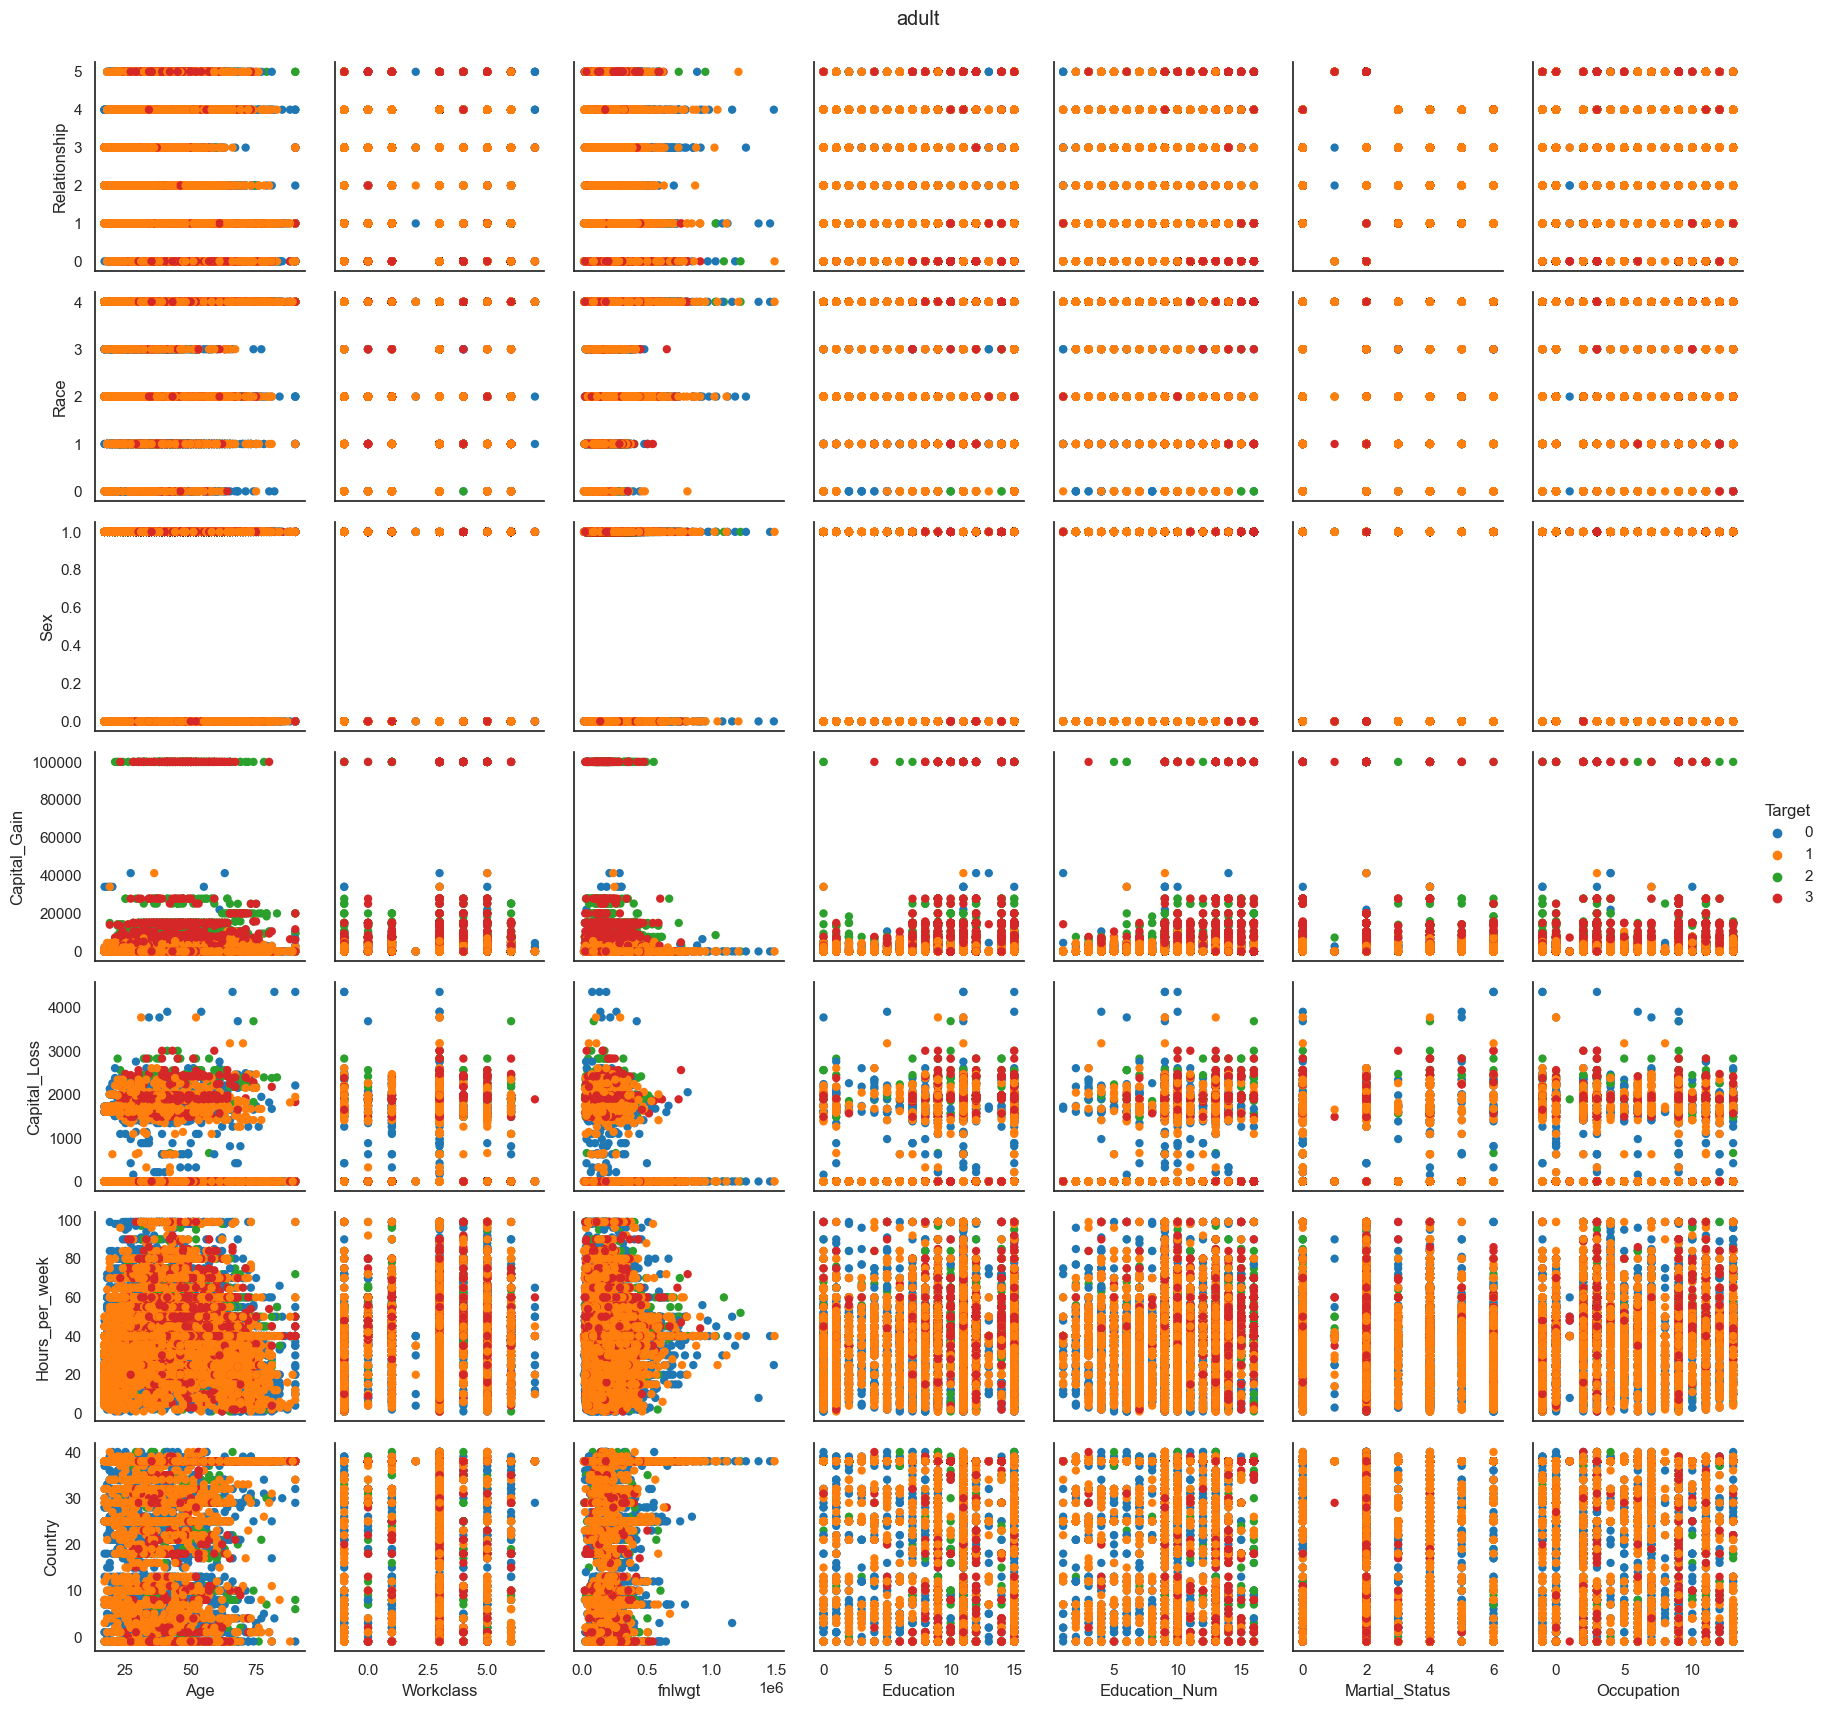 adult
5
4
3
2
1
0
Relationship
4
3
2
1
0
Race
1.0
0.8
0.6
0.4
0.2
0.0
Sex
100000
80000
60000
40000
20000
0
Capital_Gain
4000
3000
2000
1000
0
Capital_Loss
100
80
60
40
20
0
Hours_per_week
40
30
20
10
0
Country
25 50 75
0.0 2.5 5.0
0.0 0.5 1.0 1.5
1e6
0 5 10 15
5 10 15
0 2 4 6
0 5 10
Age
Workclass
fnlwgt
Education
Education_Num
Martial_Status
Occupation
Target
0
1
2
3